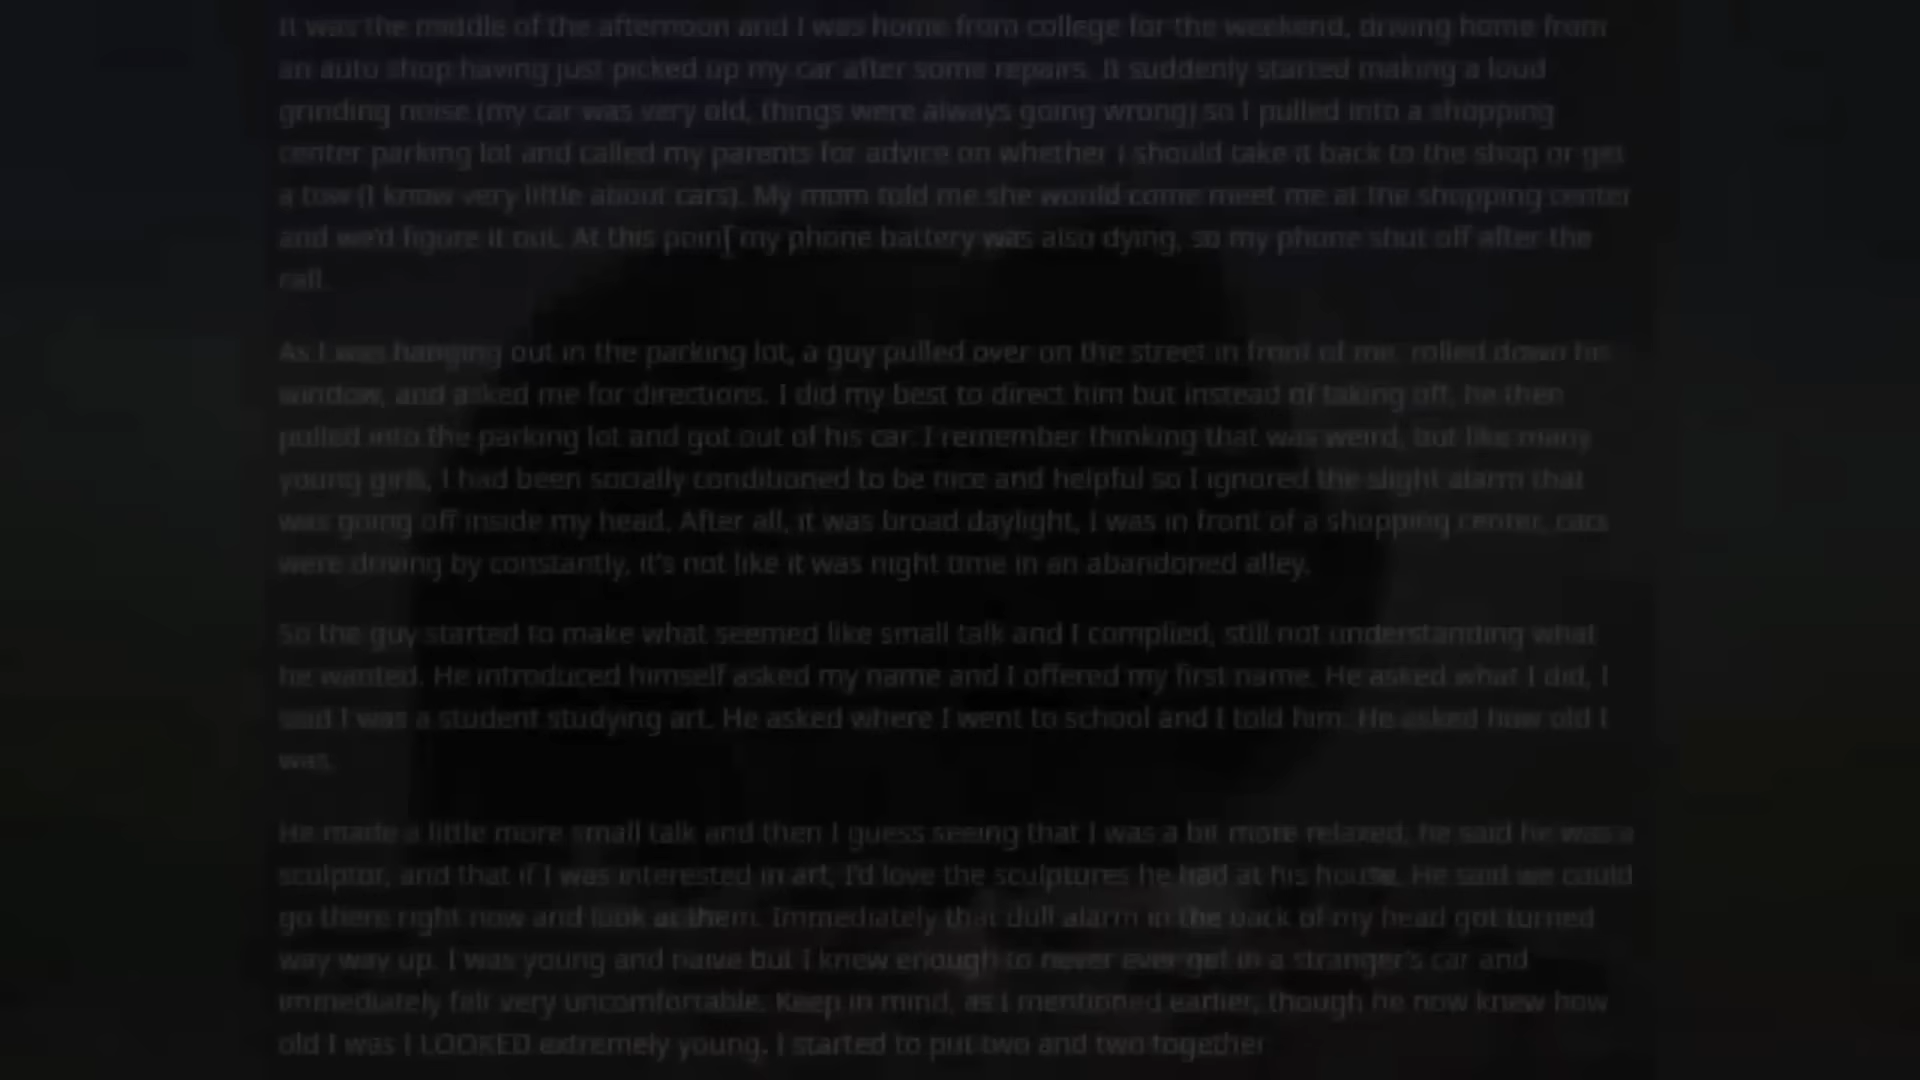 It was the middle of the afternoon and I was home from college for the weekend, driving home from
an auto shop having just picked up my car after some repairs. It suddenly started making a loud
grinding noise (my car was very old, things were always going wrong) so I pulled into a shopping
center parking lot and called my parents for advice on whether I should take it back to the shop or get
a tow (I know very little about cars). My mom told me she would come meet me at the shopping center
and we'd figure it out. At this point my phone battery was also dying, so my phone shut off after the
call.
As I was hanging out in the parking lot, a guy pulled over on the street in front of me, rolled down his
window, and asked me for directions. I did my best to direct him but instead of taking off, he then
pulled into the parking lot and got out of his car. I remember thinking that was weird, but like many
young girls, I had been socially conditioned to be nice and helpful so I ignored the slight alarm that
was going off inside my head. After all, it was broad daylight, I was in front of a shopping center, cars
were driving by constantly, it's not like it was night time in an abandoned alley.
So the guy started to make what seemed like small talk and I complied, still not understanding what
he wanted. He introduced himself asked my name and I offered my first name. He asked what I did, I
said I was a student studying art. He asked where I went to school and I told him. He asked how old I
was.
He made a little more small talk and then I guess seeing that I was a bit more relaxed, he said he was a
sculptor, and that if I was interested in art, I'd love the sculptures he had at his house. He said we could
go there right now and look at them. Immediately that dull alarm in the back of my head got turned
way way up. I was young and naive but I knew enough to never ever get in a stranger's car and
immediately felt very uncomfortable. Keep in mind, as I mentioned earlier, though he now knew how
old I was I LOOKED extremely young. I started to put two and two together